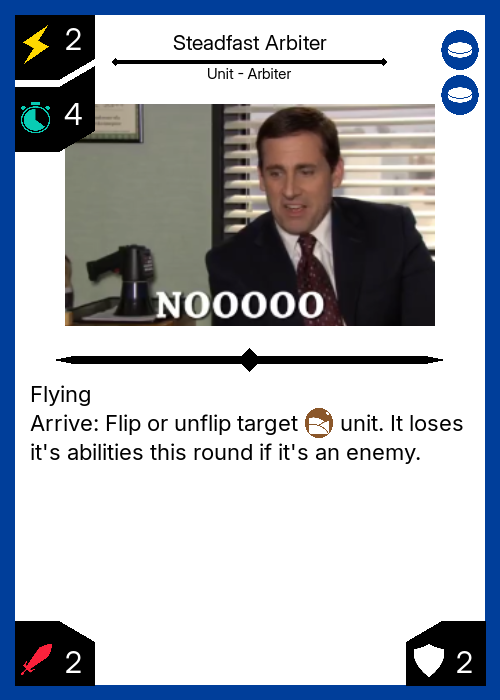 2
Steadfast Arbiter
Unit - Arbiter
4
NOOOOO
Flying
Arrive: Flip or unflip target unit. It loses
it's abilities this round if it's an enemy.
2
2